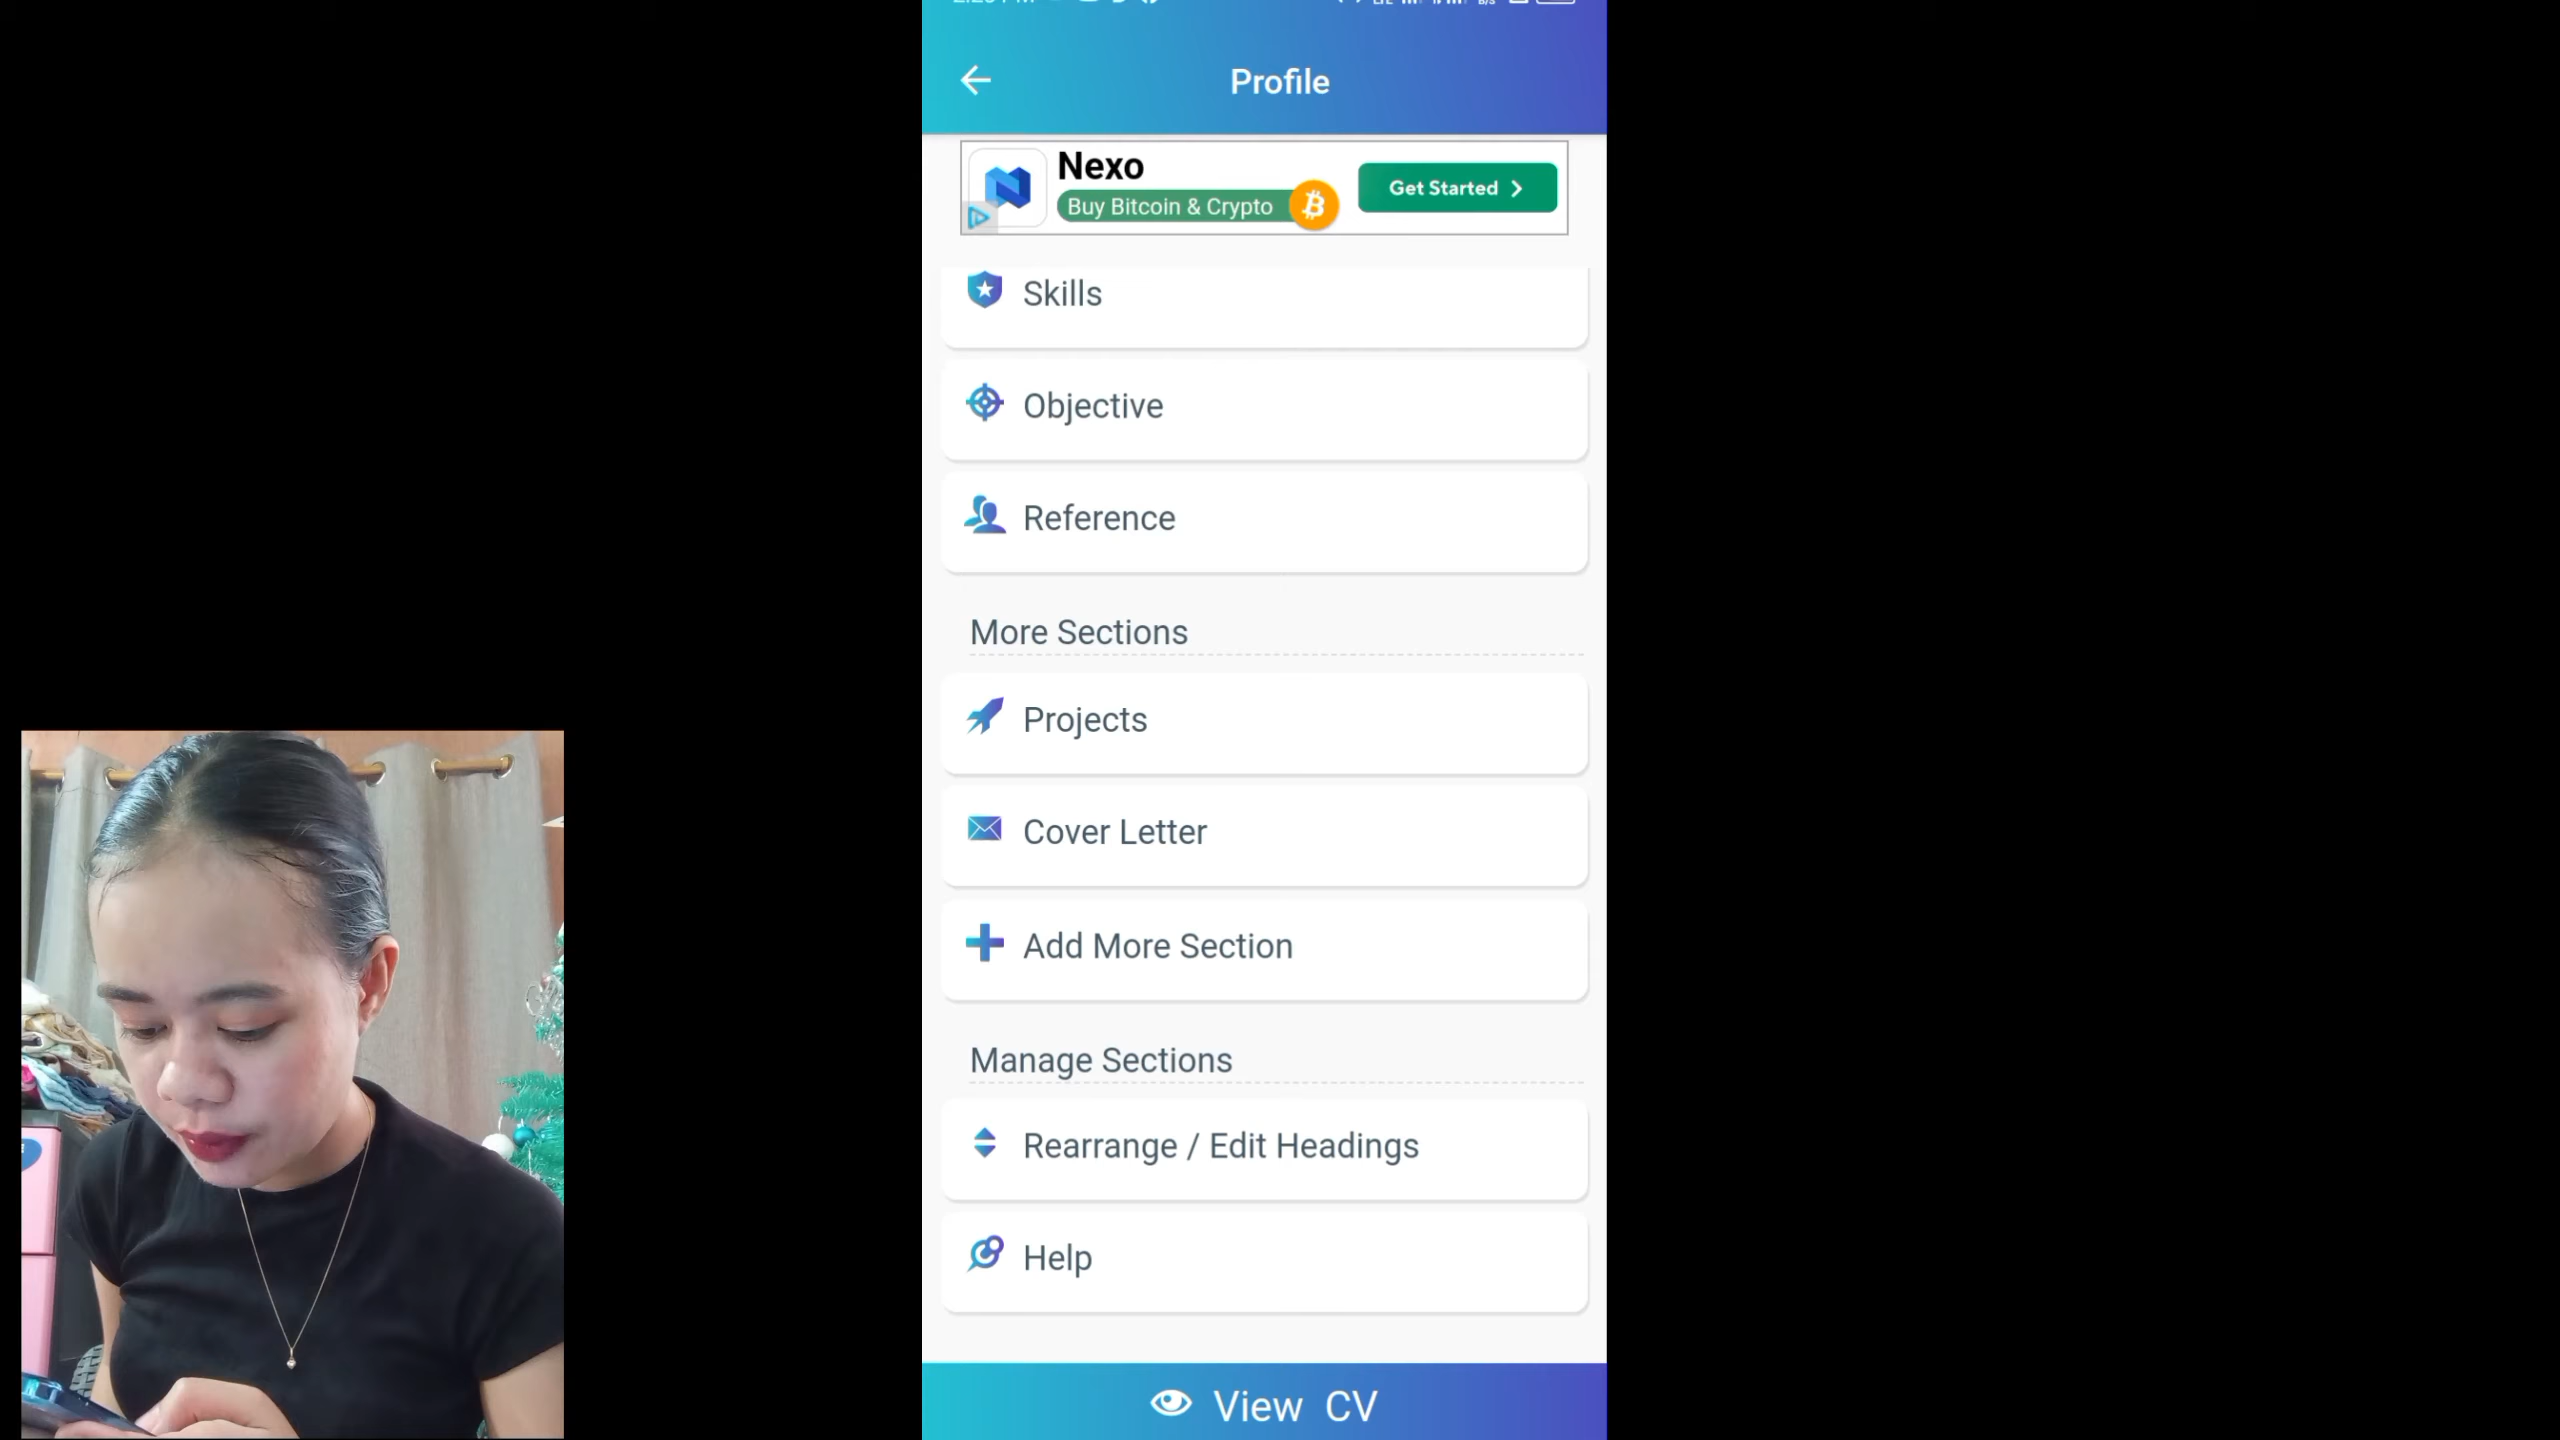 Profile
Nexo
Buy Bitcoin & Crypto
Get Started
Skills
Objective
Reference
More Sections
Projects
Cover Letter
Add More Section
Manage Sections
Rearrange / Edit Headings
Help
View CV